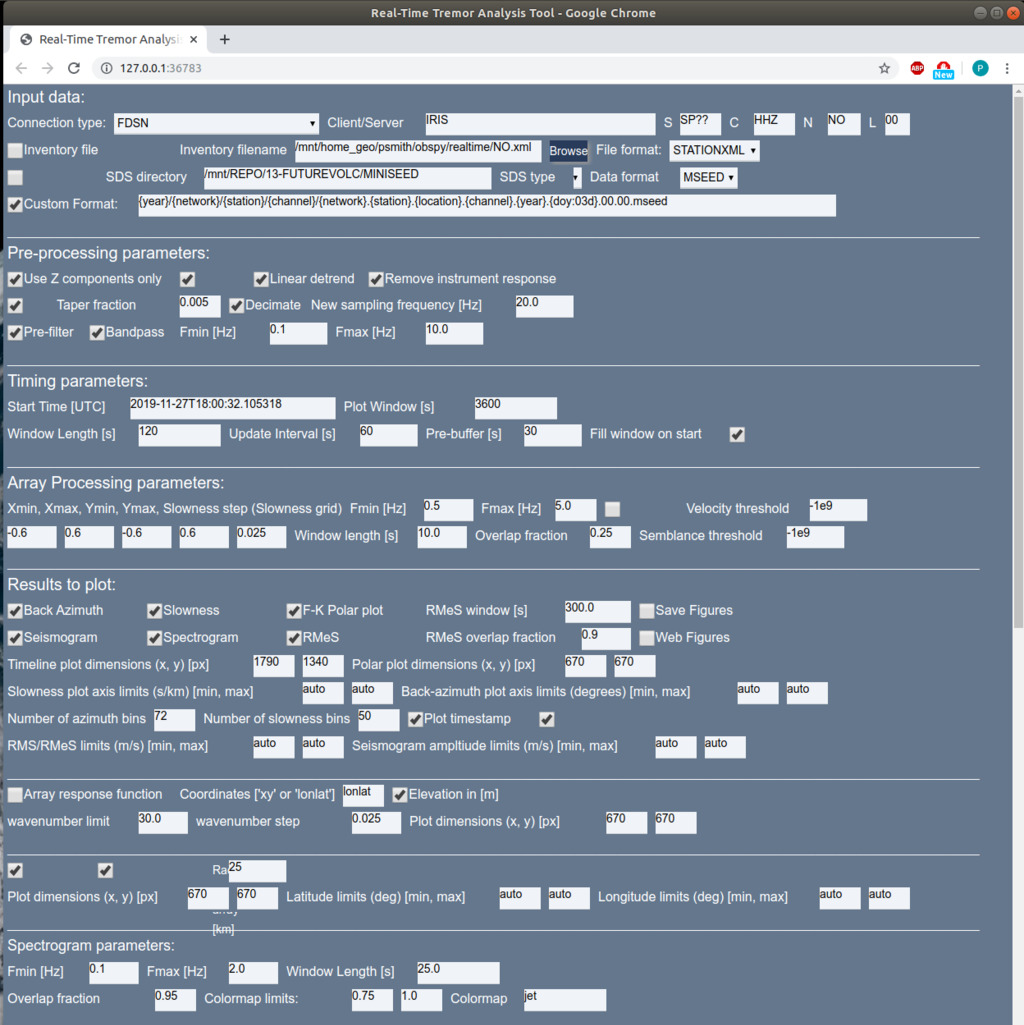 Real-Time Tremor Analysis Tool - Google Chrome
Real-Time Tremor Analysis
127.0.0.1:36783 ABP New P
Input data:
Connection type: FDSN Client/Server IRIS S SP?? C HHZ N NO L 00
Inventory file Inventory filename /mnt/home_geo/psmith/obspy/realtime/NO.xml Browse File format: STATIONXML
SDS directory /mnt/REPO/13-FUTUREVOLC/MINISEED SDS type Data format MSEED
Custom Format: {year}/{network}/{station}/{channel}/{network}.{station}.{location}.{channel}.{year}.{doy:03d}.00.00.mseed
Pre-processing parameters:
Use Z components only Linear detrend Remove instrument response
Taper fraction 0.005 Decimate New sampling frequency [Hz] 20.0
Pre-filter Bandpass Fmin [Hz] 0.1 Fmax [Hz] 10.0
Timing parameters:
Start Time [UTC] 2019-11-27T18:00:32.105318 Plot Window [s] 3600
Window Length [s] 120 Update Interval [s] 60 Pre-buffer [s] 30 Fill window on start
Array Processing parameters:
Xmin, Xmax, Ymin, Ymax, Slowness step (Slowness grid) Fmin [Hz] 0.5 Fmax [Hz] 5.0 Velocity threshold -1e9
-0.6 0.6 -0.6 0.6 0.025 Window length [s] 10.0 Overlap fraction 0.25 Semblance threshold -1e9
Results to plot:
Back Azimuth Slowness F-K Polar plot RMeS window [s] 300.0 Save Figures
Seismogram Spectrogram RMeS RMeS overlap fraction 0.9 Web Figures
Timeline plot dimensions (x, y) [px] 1790 1340 Polar plot dimensions (x, y) [px] 670 670
Slowness plot axis limits (s/km) [min, max] auto auto Back-azimuth plot axis limits (degrees) [min, max] auto auto
Number of azimuth bins 72 Number of slowness bins 50 Plot timestamp
RMS/RMeS limits (m/s) [min, max] auto auto Seismogram ampltiude limits (m/s) [min, max] auto auto
Array response function Coordinates ['xy' or 'lonlat'] lonlat Elevation in [m]
wavenumber limit 30.0 wavenumber step 0.025 Plot dimensions (x, y) [px] 670 670
Ra 25
Plot dimensions (x, y) [px] 670 670 Latitude limits (deg) [min, max] auto auto Longitude limits (deg) [min, max] auto auto
[km]
Spectrogram parameters:
Fmin [Hz] 0.1 Fmax [Hz] 2.0 Window Length [s] 25.0
Overlap fraction 0.95 Colormap limits: 0.75 1.0 Colormap jet